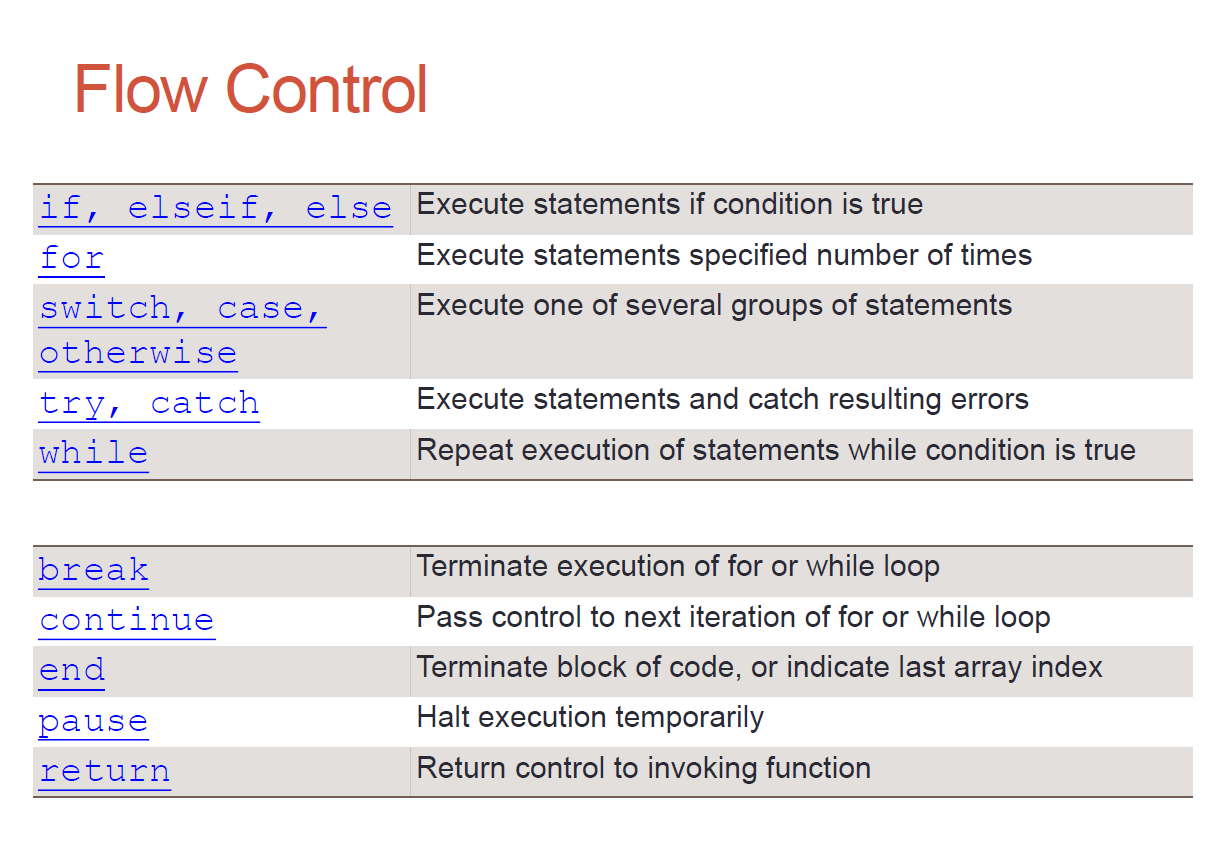 Flow Control
if, elseif, else Execute statements if condition is true
for Execute statements specified number of times
switch, case, Execute one of several groups of statements
otherwise
try, catch Execute statements and catch resulting errors
while Repeat execution of statements while condition is true
break Terminate execution of for or while loop
continue Pass control to next iteration of for or while loop
end Terminate block of code, or indicate last array index
pause Halt execution temporarily
return Return control to invoking function